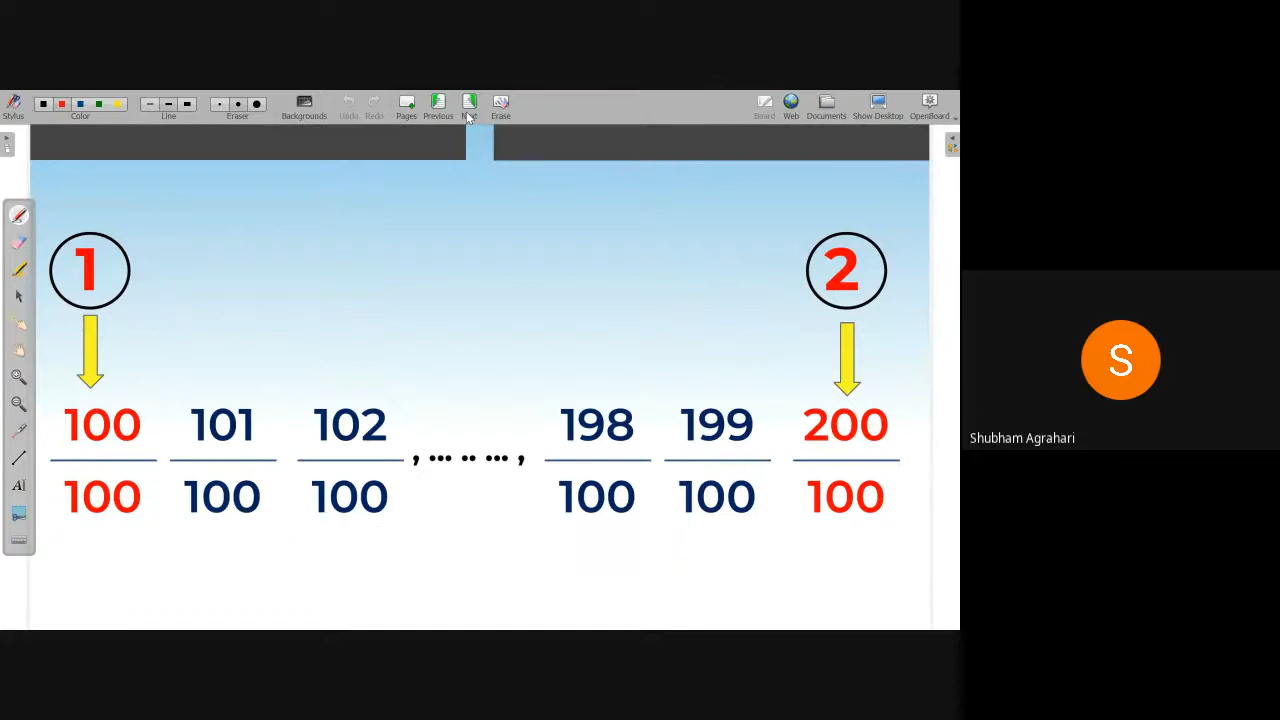 Stylus Color Line Eraser Backgrounds Undo Redo Pages Previous Erase Board Web Documents Show Desktop OpenBoard
1 2
100 101 102 , ... .. ... , 198 199 200
100 100 100 100 100 100
S
Shubham Agrahari